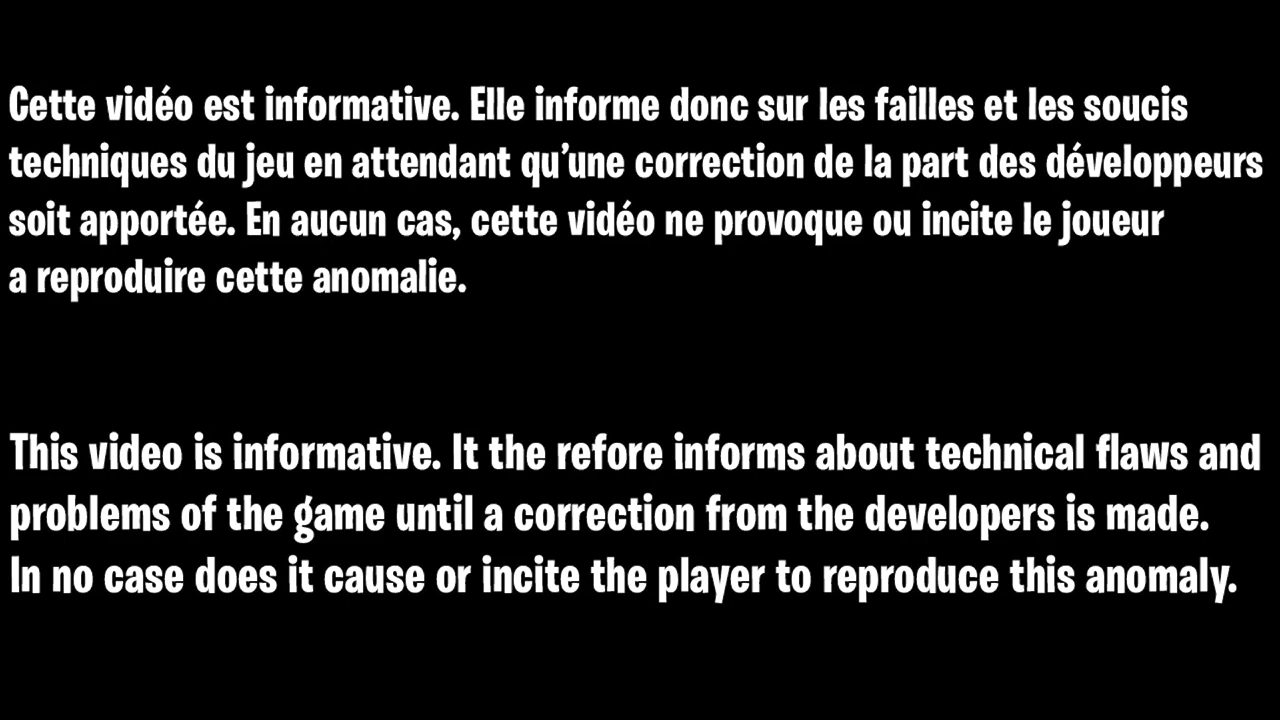 Cette vidéo est informative. Elle informe donc sur les failles et les soucis
techniques du jeu en attendant qu’une correction de la part des développeurs
soit apportée. En aucun cas, cette vidéo ne provoque ou incite le joueur
a reproduire cette anomalie.
This video is informative. It the refore informs about technical flaws and
problems of the game until a correction from the developers is made.
In no case does it cause or incite the player to reproduce this anomaly.